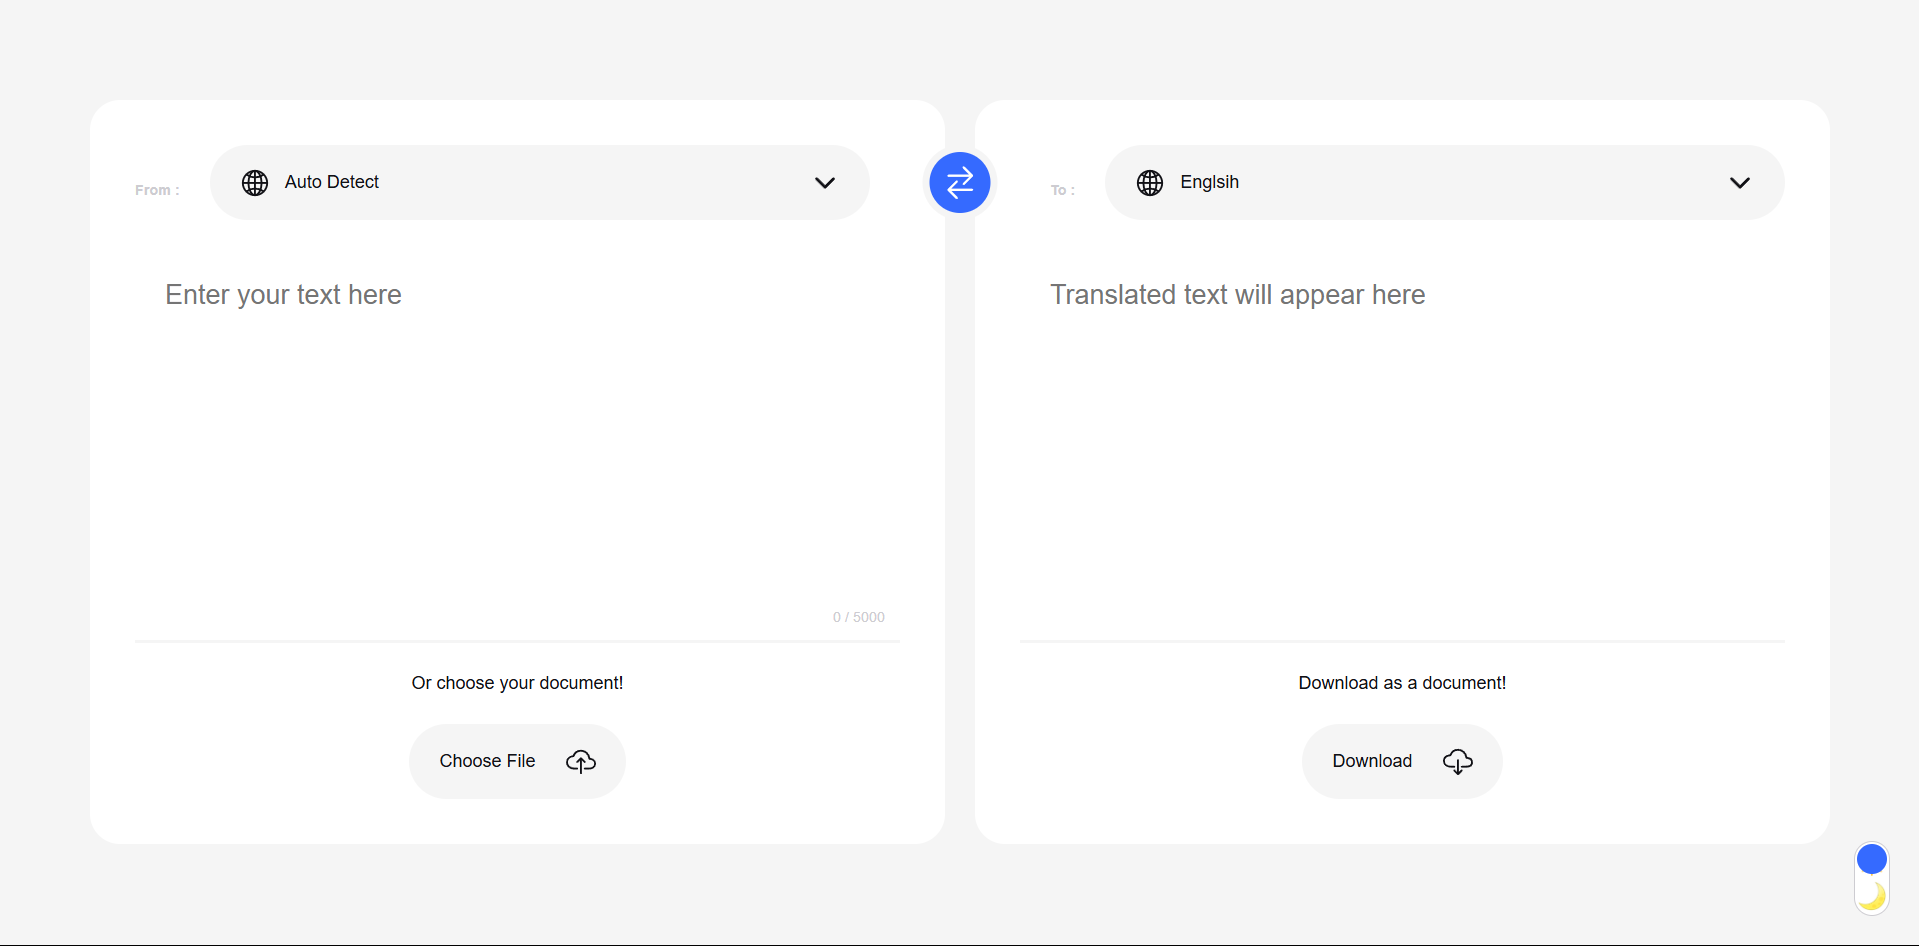 From :
Auto Detect
To :
Englsih
Enter your text here
Translated text will appear here
0 / 5000
Or choose your document!
Download as a document!
Choose File
Download